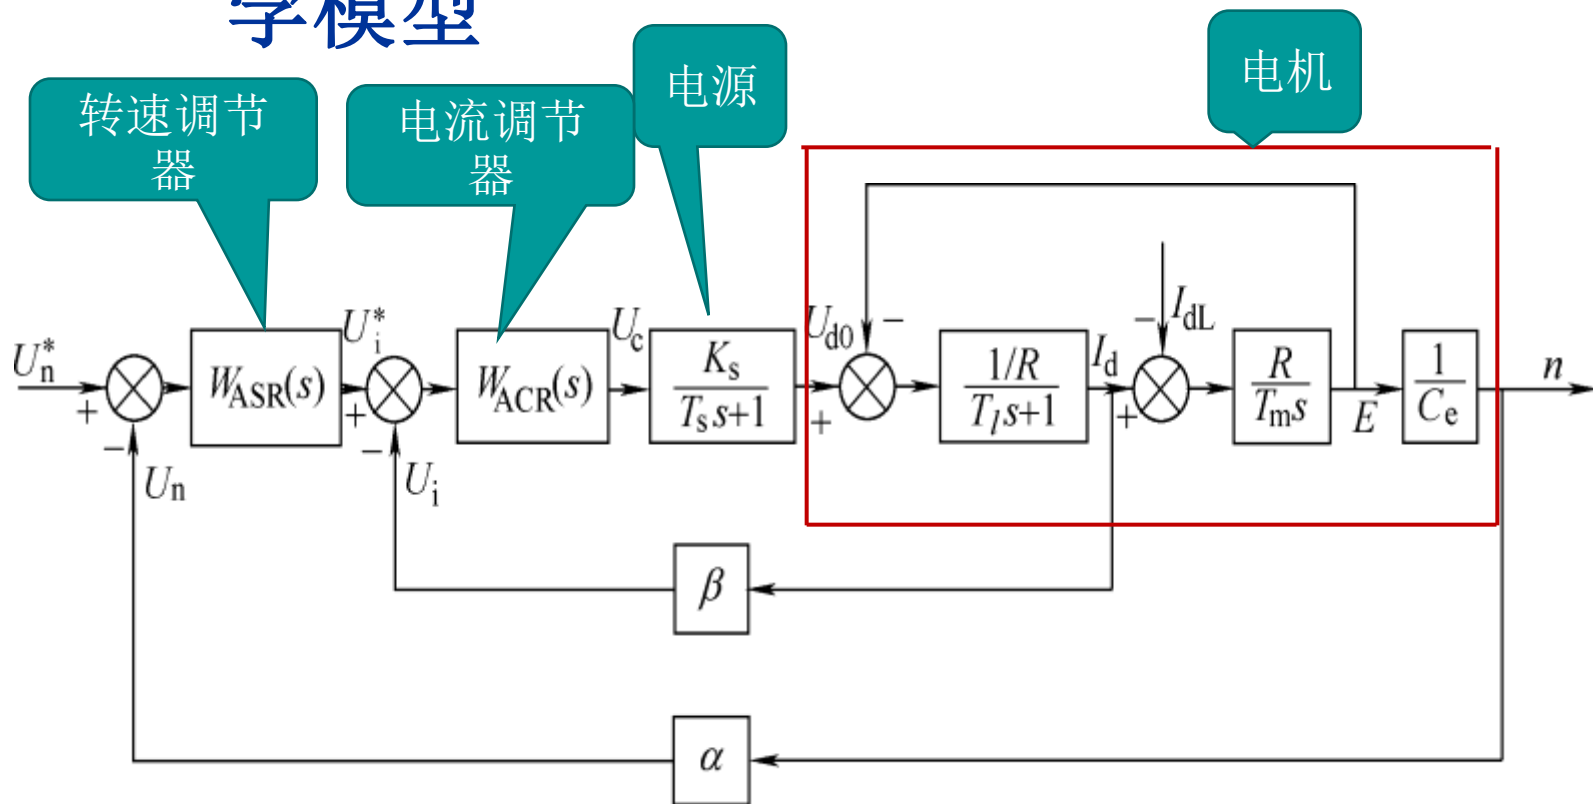 学模型
转速调节
器
电流调节
器
电源
电机
U*n
+
−
Un
WASR(s)
U*i
+
−
Ui
WACR(s)
Uc
Ks
Tss+1
Ud0
+
−
1/R
Tls+1
Id
+
−
IdL
R
Tms
E
1
Ce
n
β
α